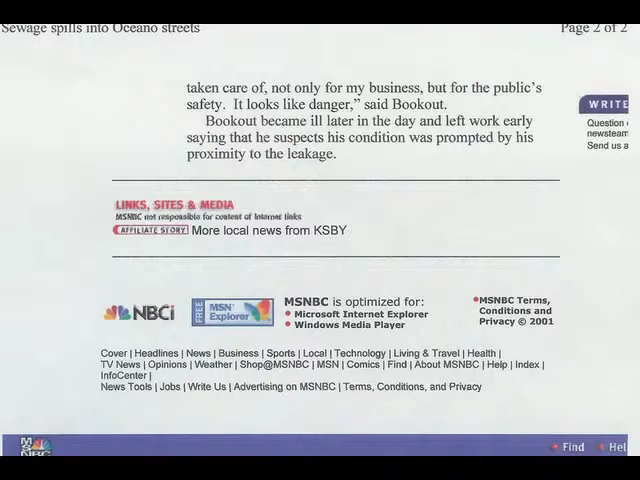 Sewage spills into Oceano streets
Page 2 of 2
taken care of, not only for my business, but for the public's
safety. It looks like danger,” said Bookout.
Bookout became ill later in the day and left work early
saying that he suspects his condition was prompted by his
proximity to the leakage.
WRITE
Question
newsteam
Send us a
LINKS, SITES & MEDIA
MSNBC not responsible for content of Internet links
AFFILIATE STORY More local news from KSBY
NBCi
FREE MSN Explorer
MSNBC is optimized for:
• Microsoft Internet Explorer
• Windows Media Player
•MSNBC Terms,
Conditions and
Privacy © 2001
Cover | Headlines | News | Business | Sports | Local | Technology | Living & Travel | Health |
TV News | Opinions | Weather | Shop@MSNBC | MSN | Comics | Find | About MSNBC | Help | Index |
InfoCenter |
News Tools | Jobs | Write Us | Advertising on MSNBC | Terms, Conditions, and Privacy
MSNBC
Find
Hel